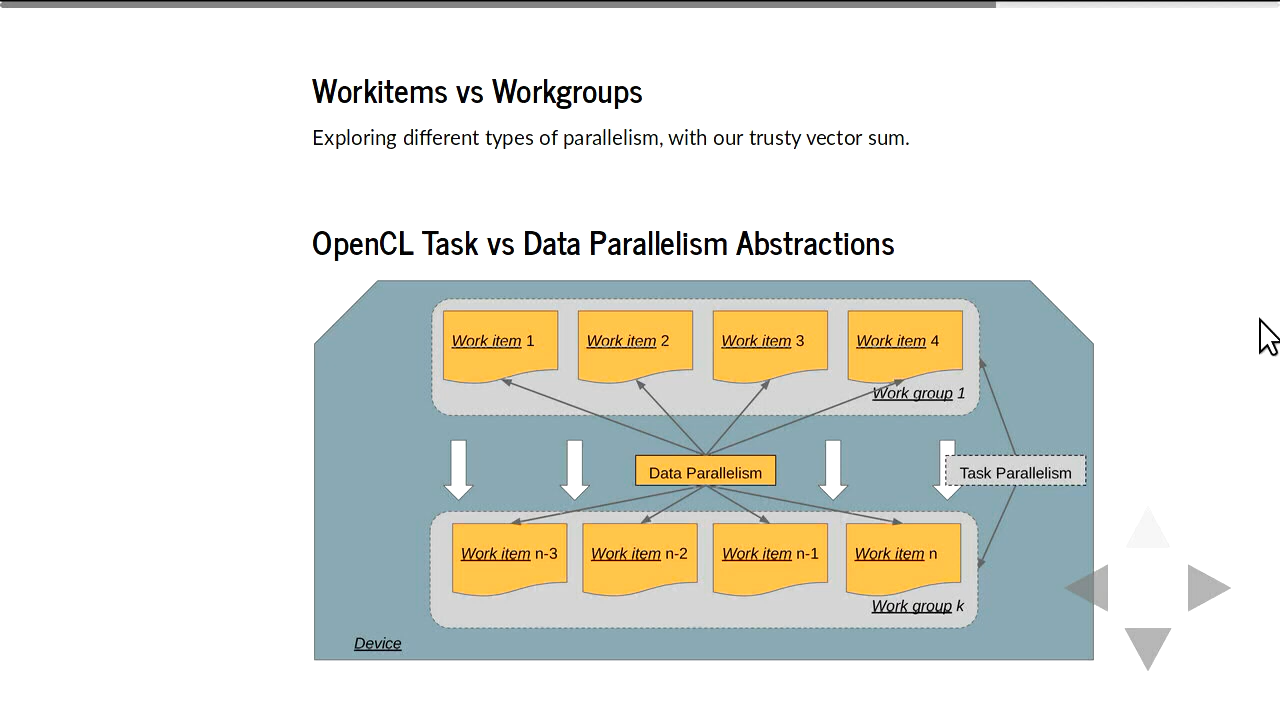 Workitems vs Workgroups
Exploring different types of parallelism, with our trusty vector sum.
OpenCL Task vs Data Parallelism Abstractions
Work item 1
Work item 2
Work item 3
Work item 4
Work group 1
Data Parallelism
Task Parallelism
Work item n-3
Work item n-2
Work item n-1
Work item n
Work group k
Device